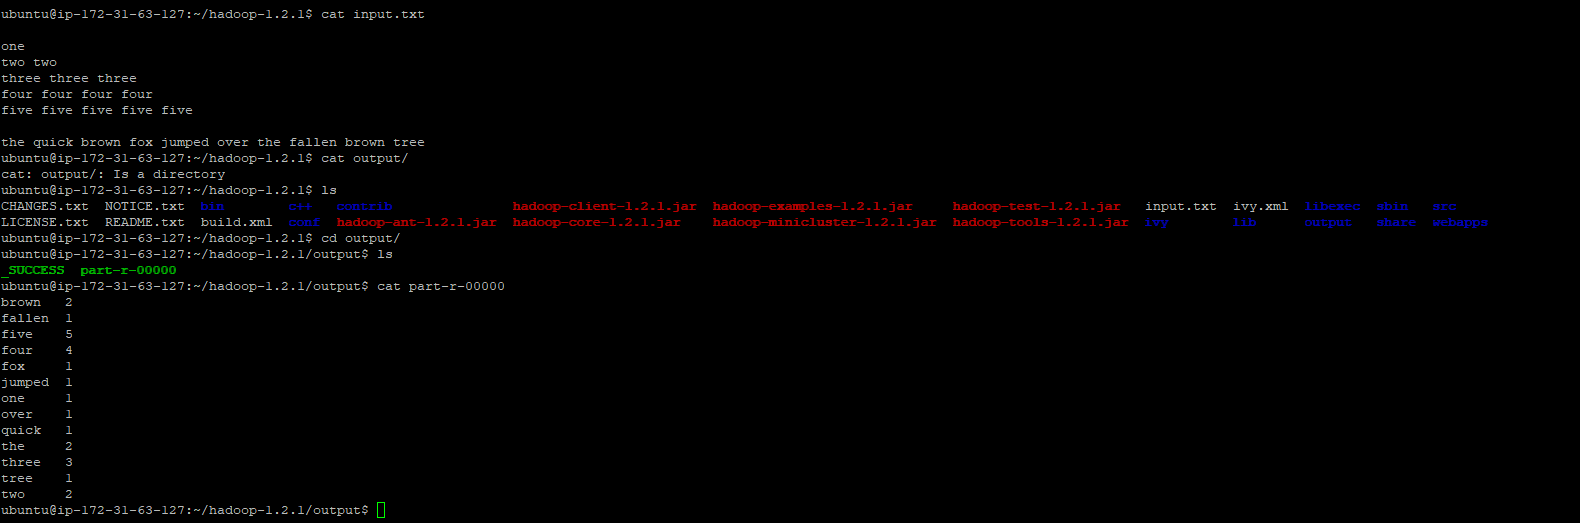 ubuntu@ip-172-31-63-127:~/hadoop-1.2.1$ cat input.txt
one
two two
three three three
four four four four
five five five five five
the quick brown fox jumped over the fallen brown tree
ubuntu@ip-172-31-63-127:~/hadoop-1.2.1$ cat output/
cat: output/: Is a directory
ubuntu@ip-172-31-63-127:~/hadoop-1.2.1$ ls
CHANGES.txt  NOTICE.txt  bin        c++   contrib               hadoop-client-1.2.1.jar  hadoop-examples-1.2.1.jar     hadoop-test-1.2.1.jar   input.txt  ivy.xml  libexec  sbin   src
LICENSE.txt  README.txt  build.xml  conf  hadoop-ant-1.2.1.jar  hadoop-core-1.2.1.jar    hadoop-minicluster-1.2.1.jar  hadoop-tools-1.2.1.jar  ivy        lib      output   share  webapps
ubuntu@ip-172-31-63-127:~/hadoop-1.2.1$ cd output/
ubuntu@ip-172-31-63-127:~/hadoop-1.2.1/output$ ls
_SUCCESS  part-r-00000
ubuntu@ip-172-31-63-127:~/hadoop-1.2.1/output$ cat part-r-00000
brown   2
fallen  1
five    5
four    4
fox     1
jumped  1
one     1
over    1
quick   1
the     2
three   3
tree    1
two     2
ubuntu@ip-172-31-63-127:~/hadoop-1.2.1/output$